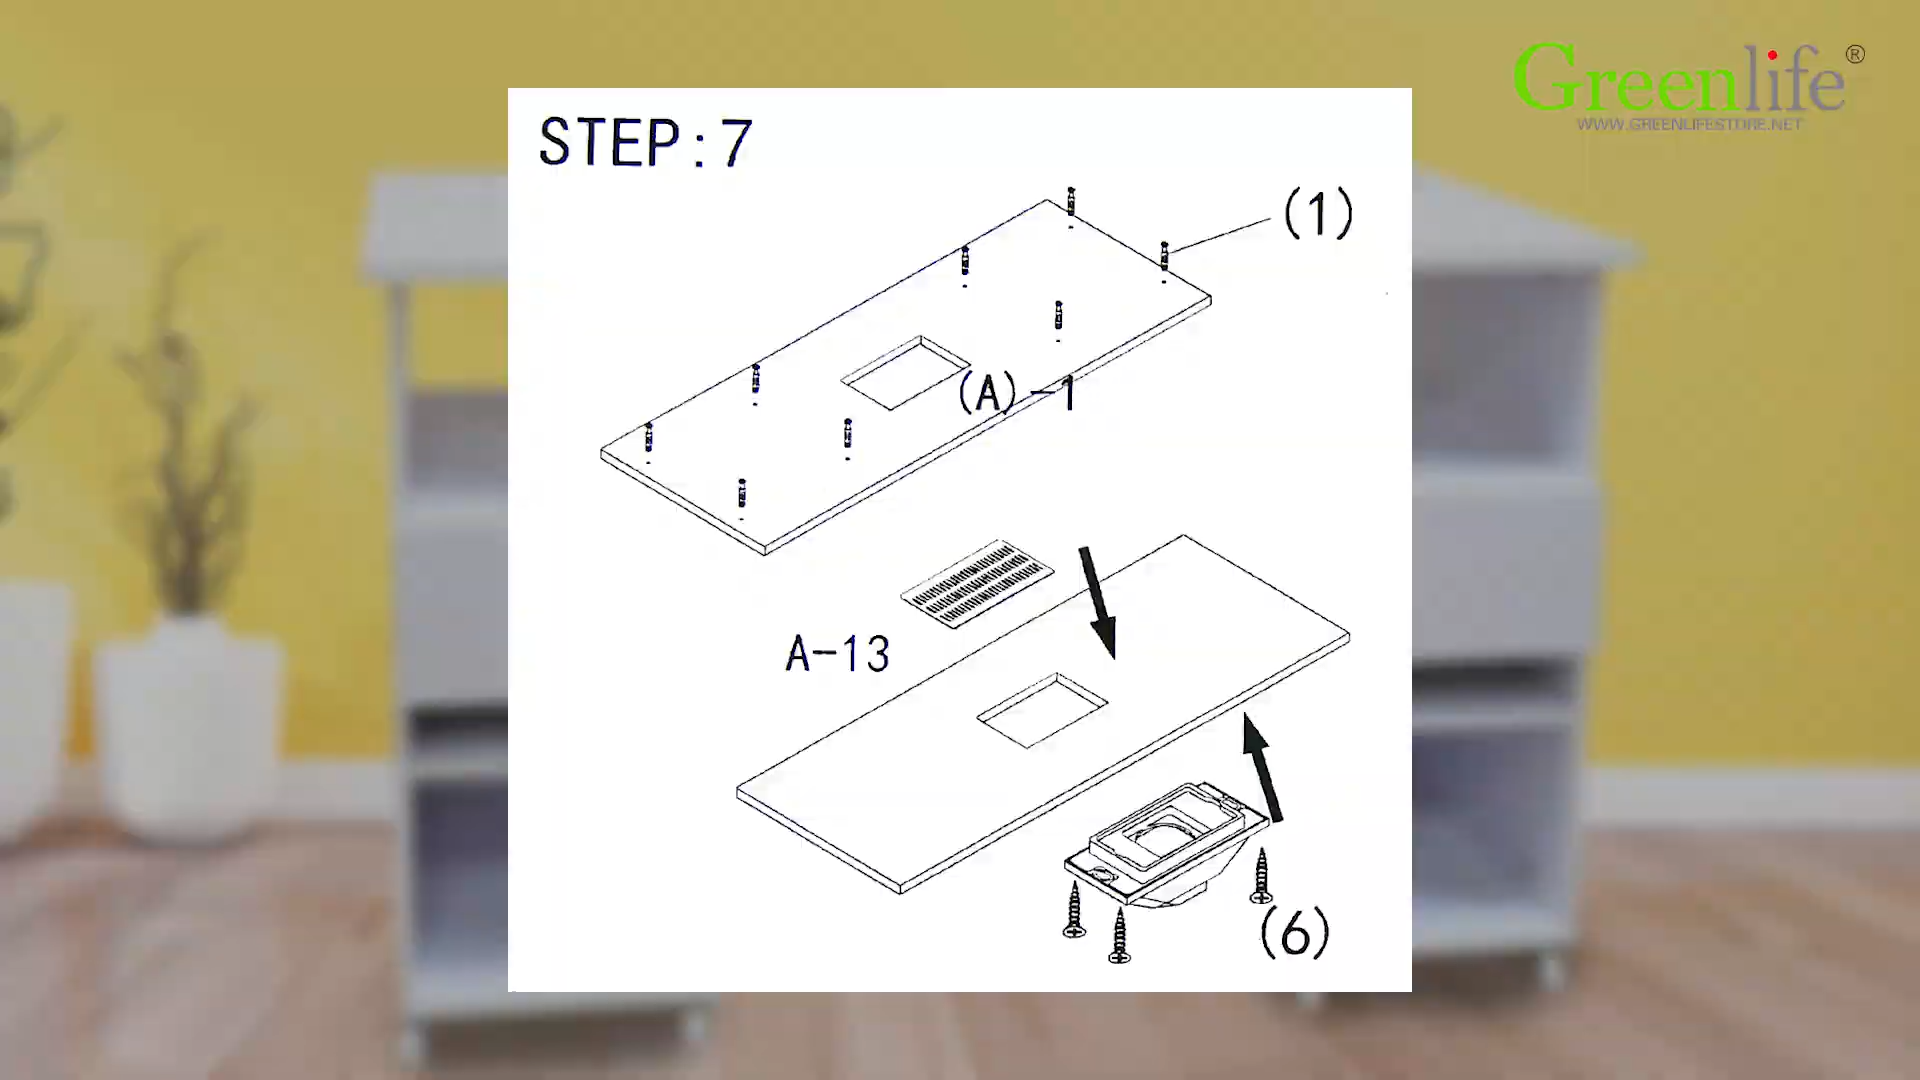 Greenlife®
WWW.GREENLIFESTORE.NET
STEP:7
(1)
(A)-1
A-13
(6)